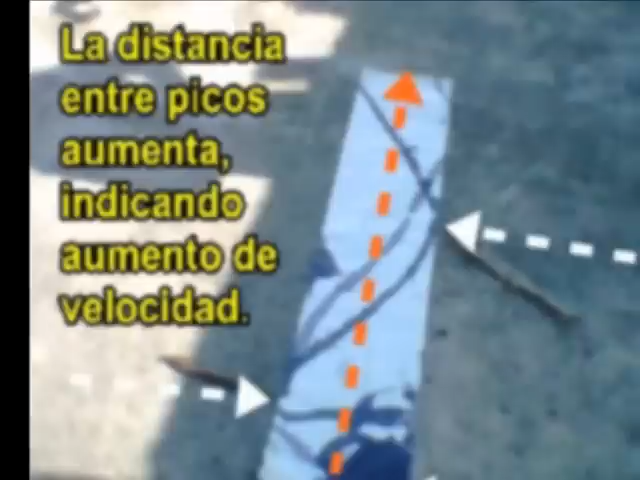 La distancia
entre picos
aumenta,
indicando
aumento de
velocidad.